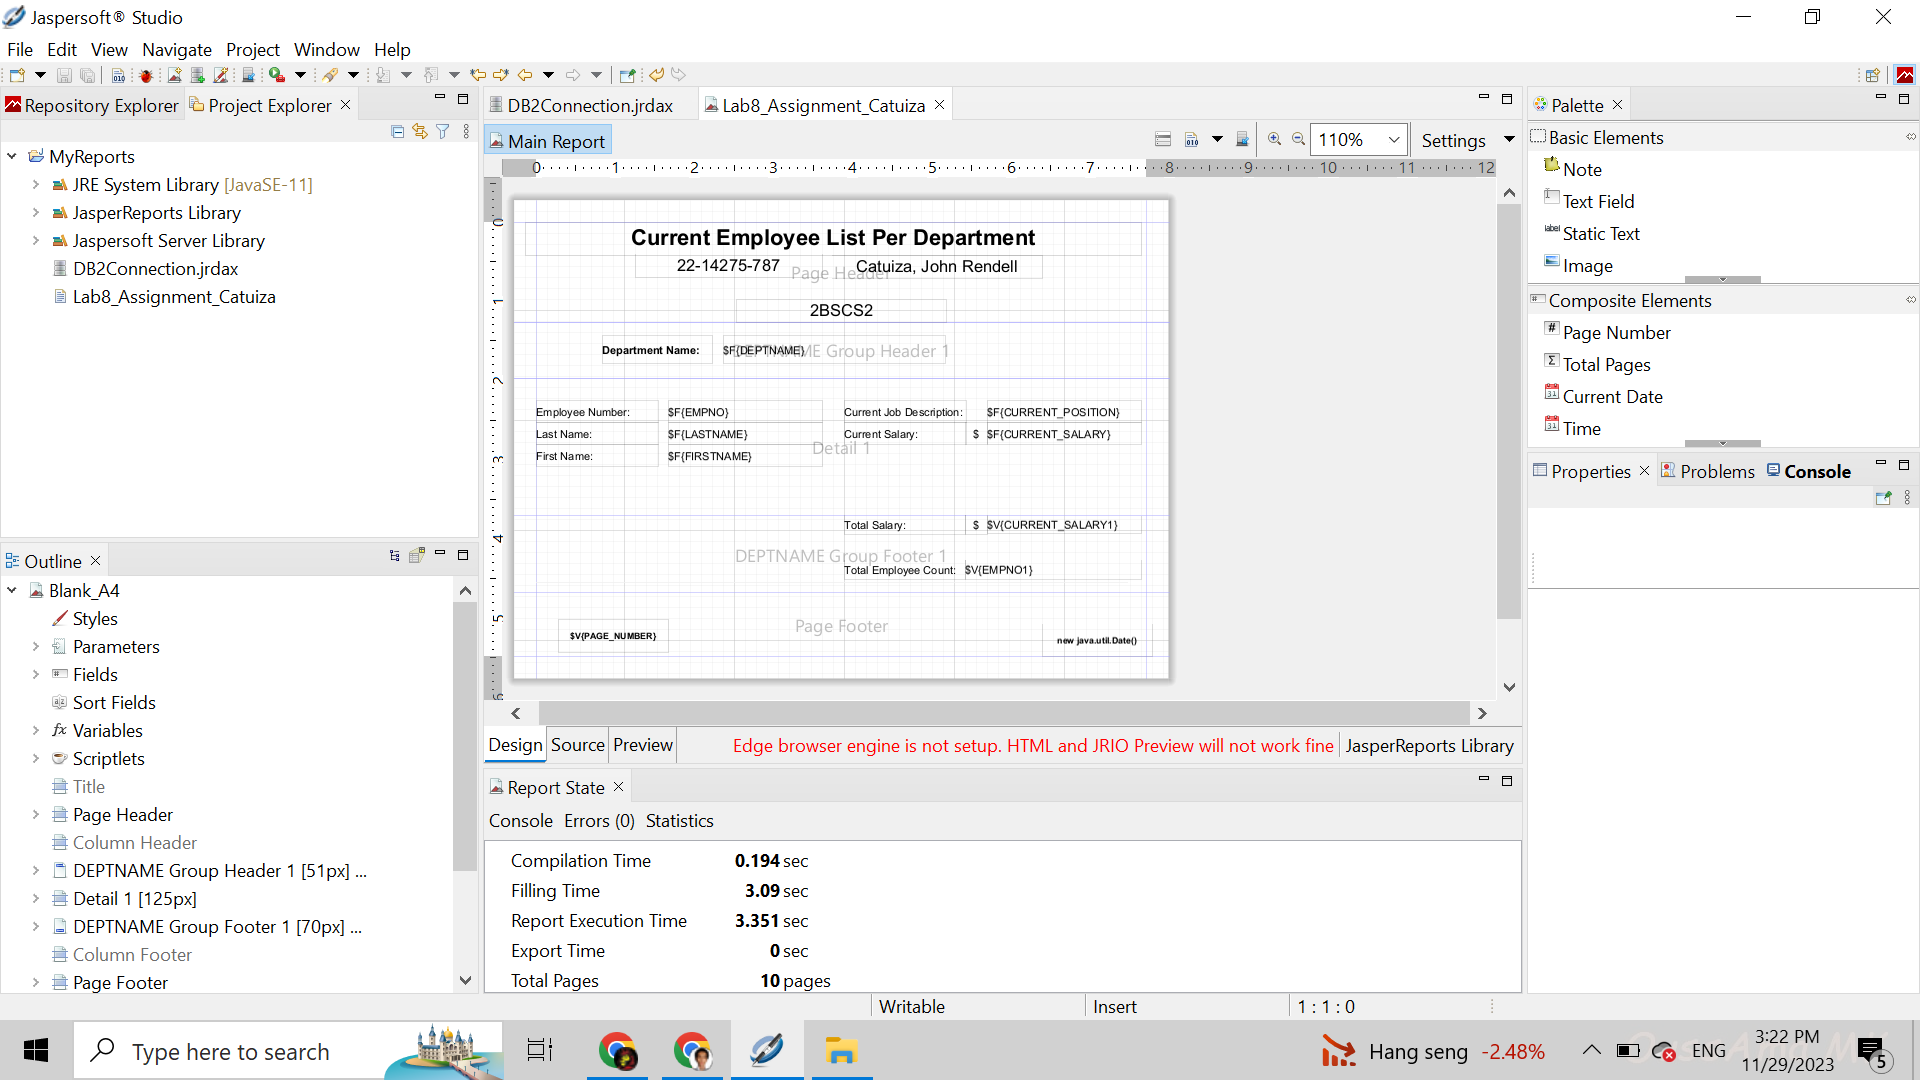 Jaspersoft® Studio
File Edit View Navigate Project Window Help
Repository Explorer Project Explorer
MyReports
JRE System Library [JavaSE-11]
JasperReports Library
Jaspersoft Server Library
DB2Connection.jrdax
Lab8_Assignment_Catuiza
Outline
Blank_A4
Styles
Parameters
Fields
Sort Fields
Variables
Scriptlets
Title
Page Header
Column Header
DEPTNAME Group Header 1 [51px] ...
Detail 1 [125px]
DEPTNAME Group Footer 1 [70px] ...
Column Footer
Page Footer
DB2Connection.jrdax Lab8_Assignment_Catuiza
Main Report 110% Settings
0 1 2 3 4 5 6 7 8 9 10 11 12
0
1
2
3
4
5
6
Current Employee List Per Department
22-14275-787 Catuiza, John Rendell
Page Header
2BSCS2
Department Name: $F{DEPTNAME}
DEPTNAME Group Header 1
Employee Number: $F{EMPNO} Current Job Description: $F{CURRENT_POSITION}
Last Name: $F{LASTNAME} Current Salary: $ $F{CURRENT_SALARY}
Detail 1
First Name: $F{FIRSTNAME}
Total Salary: $ $V{CURRENT_SALARY1}
DEPTNAME Group Footer 1
Total Employee Count: $V{EMPNO1}
Page Footer
$V{PAGE_NUMBER} new java.util.Date()
Design Source Preview Edge browser engine is not setup. HTML and JRIO Preview will not work fine JasperReports Library
Report State
Console Errors (0) Statistics
Compilation Time 0.194 sec
Filling Time 3.09 sec
Report Execution Time 3.351 sec
Export Time 0 sec
Total Pages 10 pages
Writable Insert 1 : 1 : 0
Palette
Basic Elements
Note
Text Field
label Static Text
Image
Composite Elements
# Page Number
Σ Total Pages
31 Current Date
31 Time
Properties Problems Console
Type here to search
Hang seng -2.48%
ENG
3:22 PM
11/29/2023
5